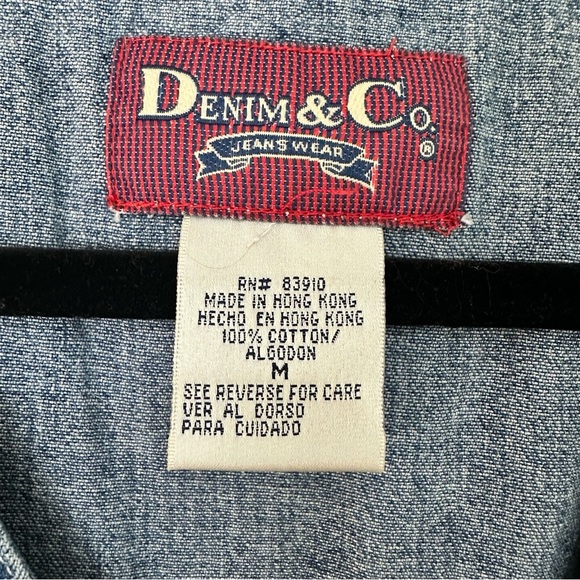 DENIM & CO.®
JEANS WEAR
RN# 83910
MADE IN HONG KONG
HECHO EN HONG KONG
100% COTTON/
ALGODON
M
SEE REVERSE FOR CARE
VER AL DORSO
PARA CUIDADO